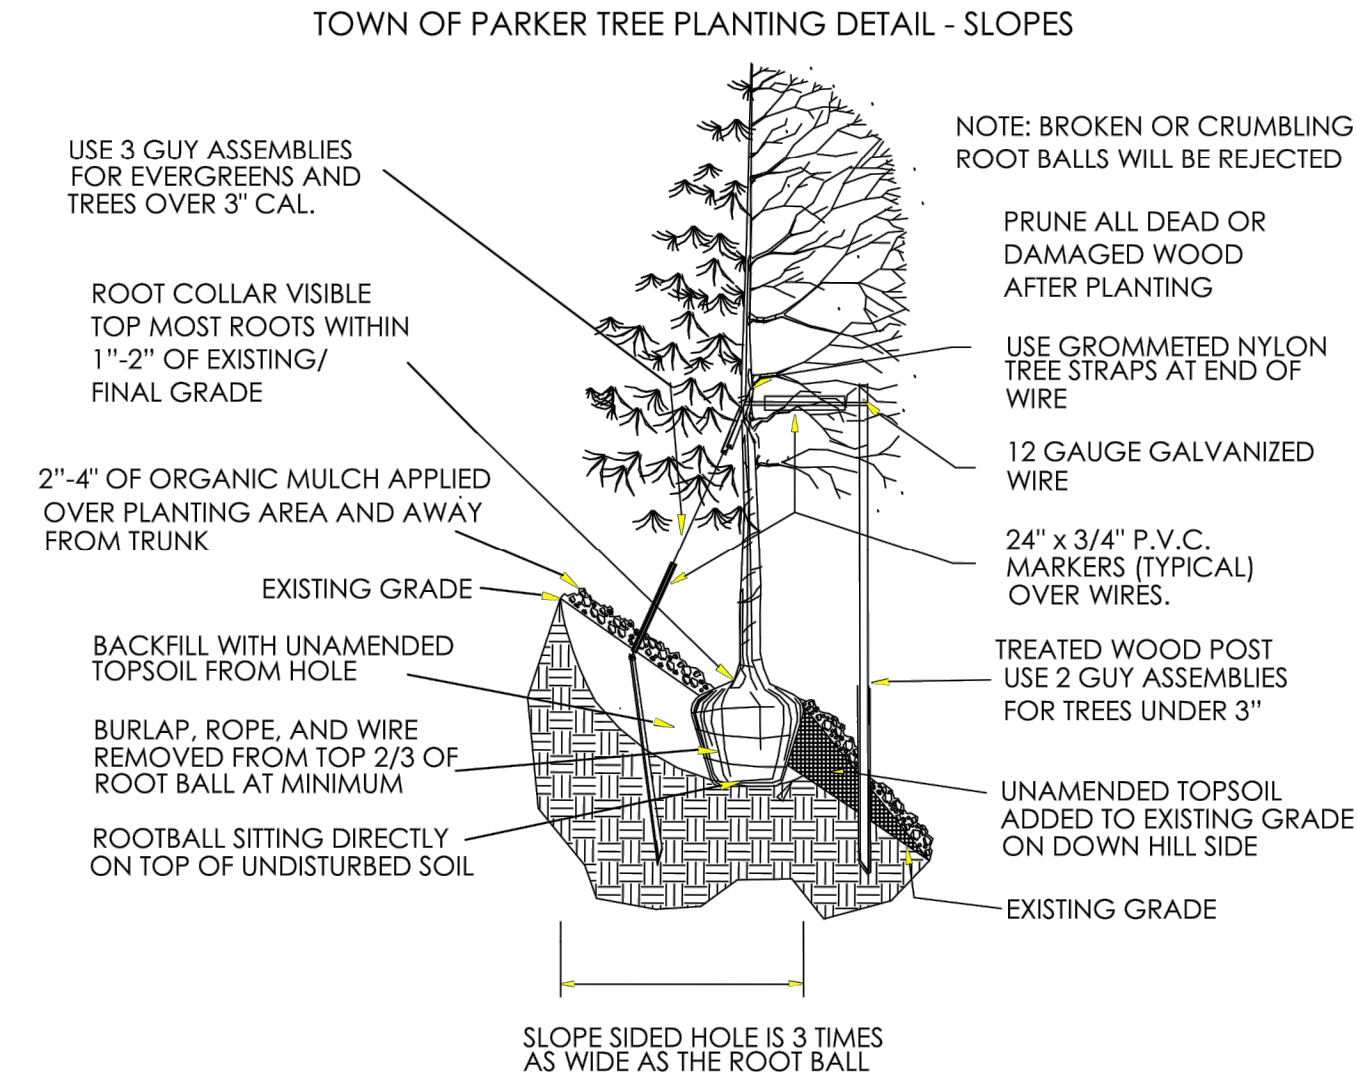 TOWN OF PARKER TREE PLANTING DETAIL - SLOPES
USE 3 GUY ASSEMBLIES
FOR EVERGREENS AND
TREES OVER 3" CAL.
ROOT COLLAR VISIBLE
TOP MOST ROOTS WITHIN
1”-2” OF EXISTING/
FINAL GRADE
2”-4" OF ORGANIC MULCH APPLIED
OVER PLANTING AREA AND AWAY
FROM TRUNK
EXISTING GRADE
BACKFILL WITH UNAMENDED
TOPSOIL FROM HOLE
BURLAP, ROPE, AND WIRE
REMOVED FROM TOP 2/3 OF
ROOT BALL AT MINIMUM
ROOTBALL SITTING DIRECTLY
ON TOP OF UNDISTURBED SOIL
NOTE: BROKEN OR CRUMBLING
ROOT BALLS WILL BE REJECTED
PRUNE ALL DEAD OR
DAMAGED WOOD
AFTER PLANTING
USE GROMMETED NYLON
TREE STRAPS AT END OF
WIRE
12 GAUGE GALVANIZED
WIRE
24" x 3/4" P.V.C.
MARKERS (TYPICAL)
OVER WIRES.
TREATED WOOD POST
USE 2 GUY ASSEMBLIES
FOR TREES UNDER 3”
UNAMENDED TOPSOIL
ADDED TO EXISTING GRADE
ON DOWN HILL SIDE
EXISTING GRADE
SLOPE SIDED HOLE IS 3 TIMES
AS WIDE AS THE ROOT BALL